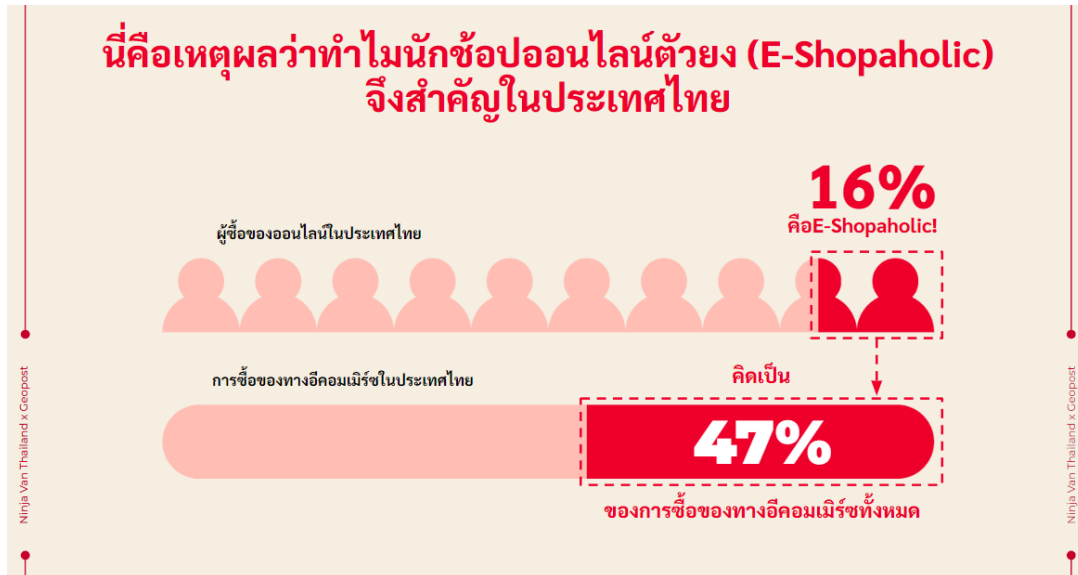 นี่คือเหตุผลว่าทำไมนักช้อปออนไลน์ตัวยง (E-Shopaholic)
จึงสำคัญในประเทศไทย
16%
คือE-Shopaholic!
ผู้ซื้อของออนไลน์ในประเทศไทย
การซื้อของทางอีคอมเมิร์ซในประเทศไทย
คิดเป็น
47%
ของการซื้อของทางอีคอมเมิร์ซทั้งหมด
Ninja Van Thailand x Geopost
Ninja Van Thailand x Geopost